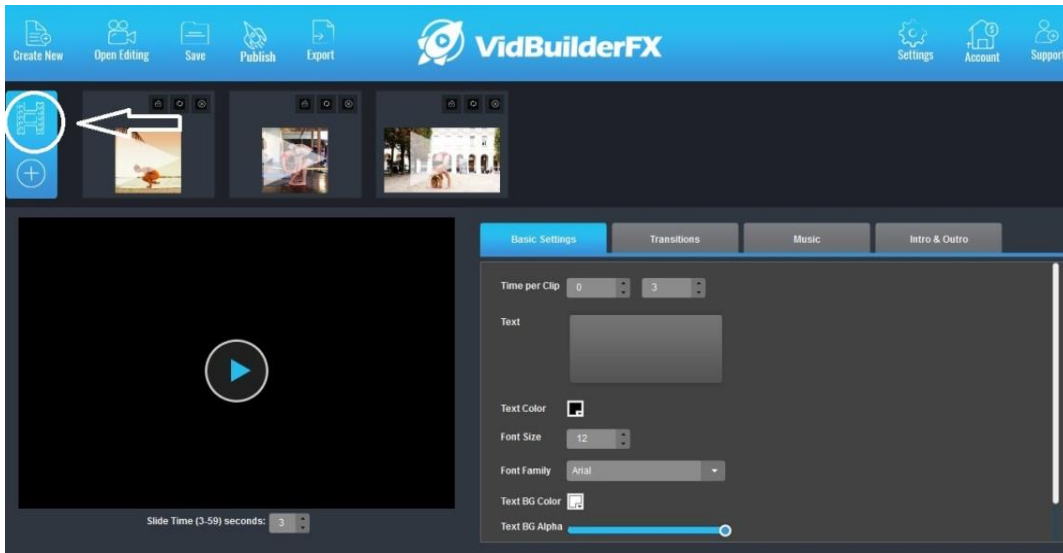 Create New
Open Editing
Save
Publish
Export
VidBuilderFX
Settings
Account
Support
Basic Settings
Transitions
Music
Intro & Outro
Time per Clip 0 3
Text
Text Color
Font Size 12
Font Family Arial
Text BG Color
Text BG Alpha
Slide Time (3-59) seconds: 3